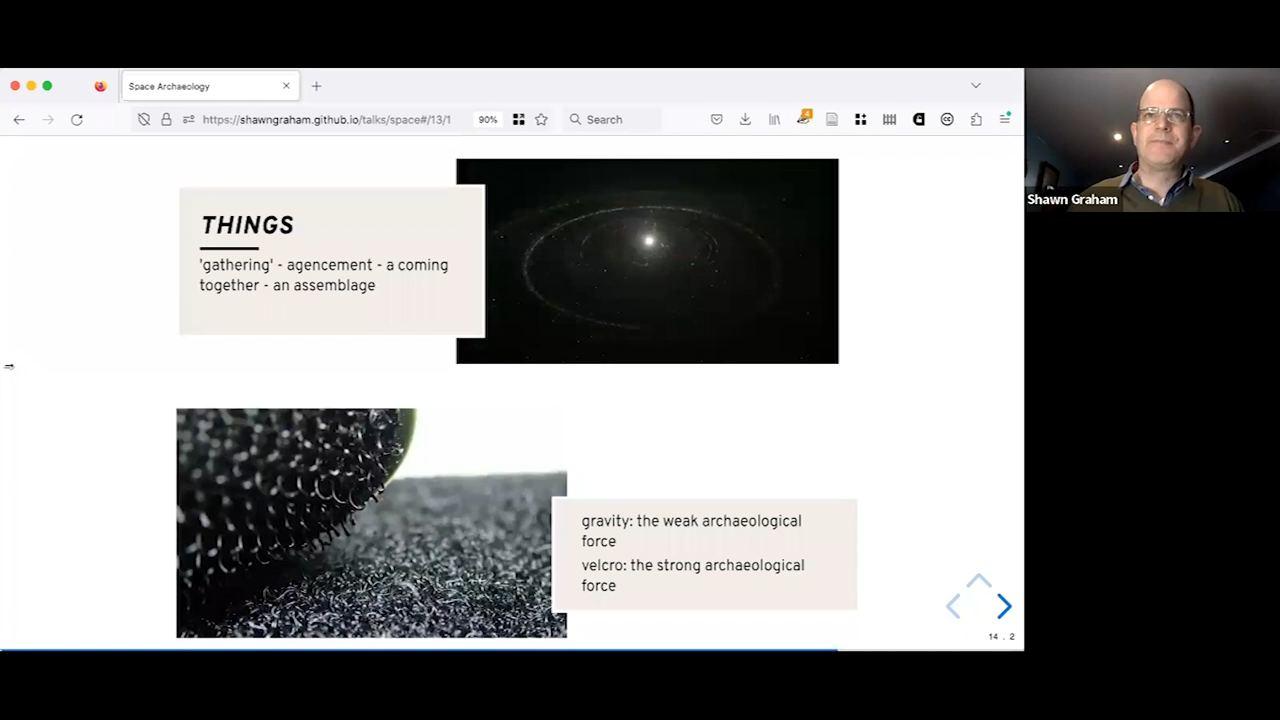 Space Archaeology
https://shawngraham.github.io/talks/space#/13/1
90%
Search
4
THINGS
'gathering' - agencement - a coming
together - an assemblage
gravity: the weak archaeological
force
velcro: the strong archaeological
force
14 . 2
Shawn Graham